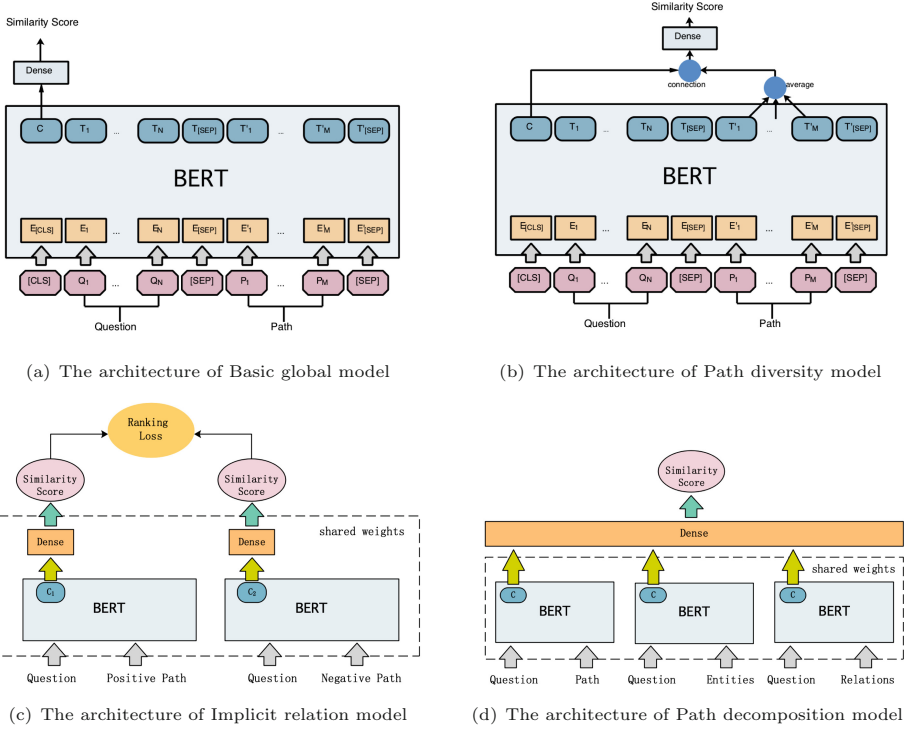 Similarity Score
Dense
C T1 ... TN T[SEP] T'1 ... T'M T'[SEP]
BERT
E[CLS] E1 ... EN E[SEP] E'1 ... E'M E'[SEP]
[CLS] Q1 ... QN [SEP] P1 ... PM [SEP]
Question Path
(a) The architecture of Basic global model
Similarity Score
Dense
connection
average
C T1 ... TN T[SEP] T'1 ... T'M T'[SEP]
BERT
E[CLS] E1 ... EN E[SEP] E'1 ... E'M E'[SEP]
[CLS] Q1 ... QN [SEP] P1 ... PM [SEP]
Question Path
(b) The architecture of Path diversity model
Ranking
Loss
Similarity Similarity
Score Score
shared weights
Dense Dense
C1 C2
BERT BERT
Question Positive Path Question Negative Path
(c) The architecture of Implicit relation model
Similarity
Score
Dense
shared weights
C C C
BERT BERT BERT
Question Path Question Entities Question Relations
(d) The architecture of Path decomposition model